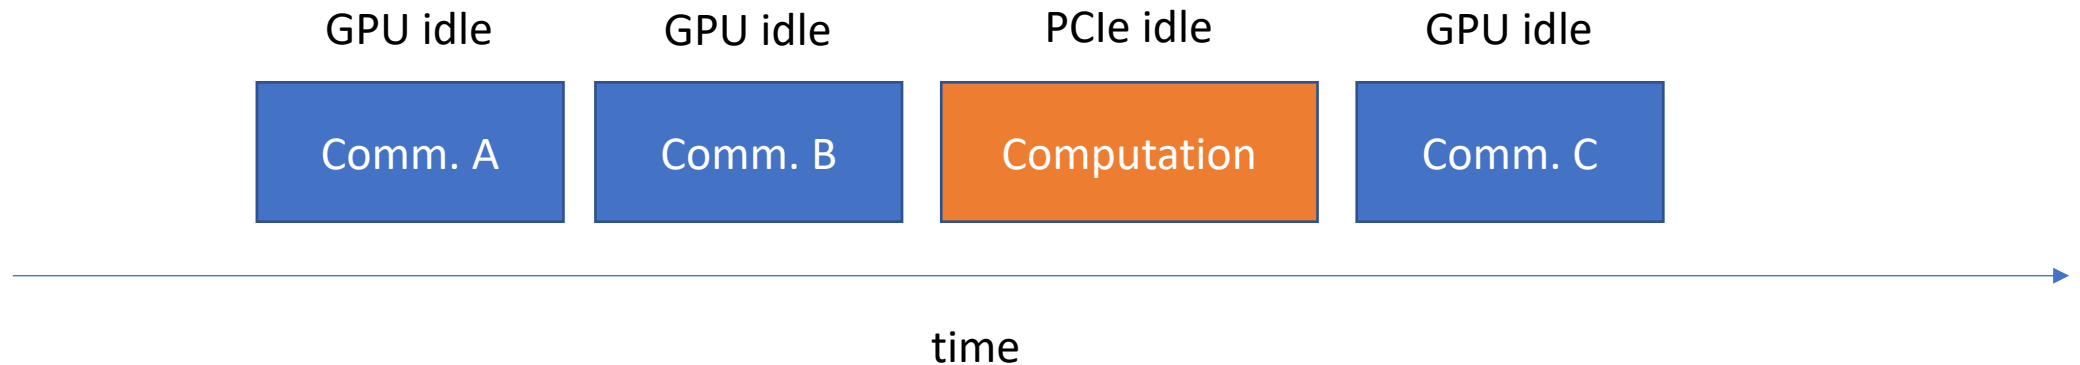 GPU idle
GPU idle
PCIe idle
GPU idle
Comm. A
Comm. B
Computation
Comm. C
time